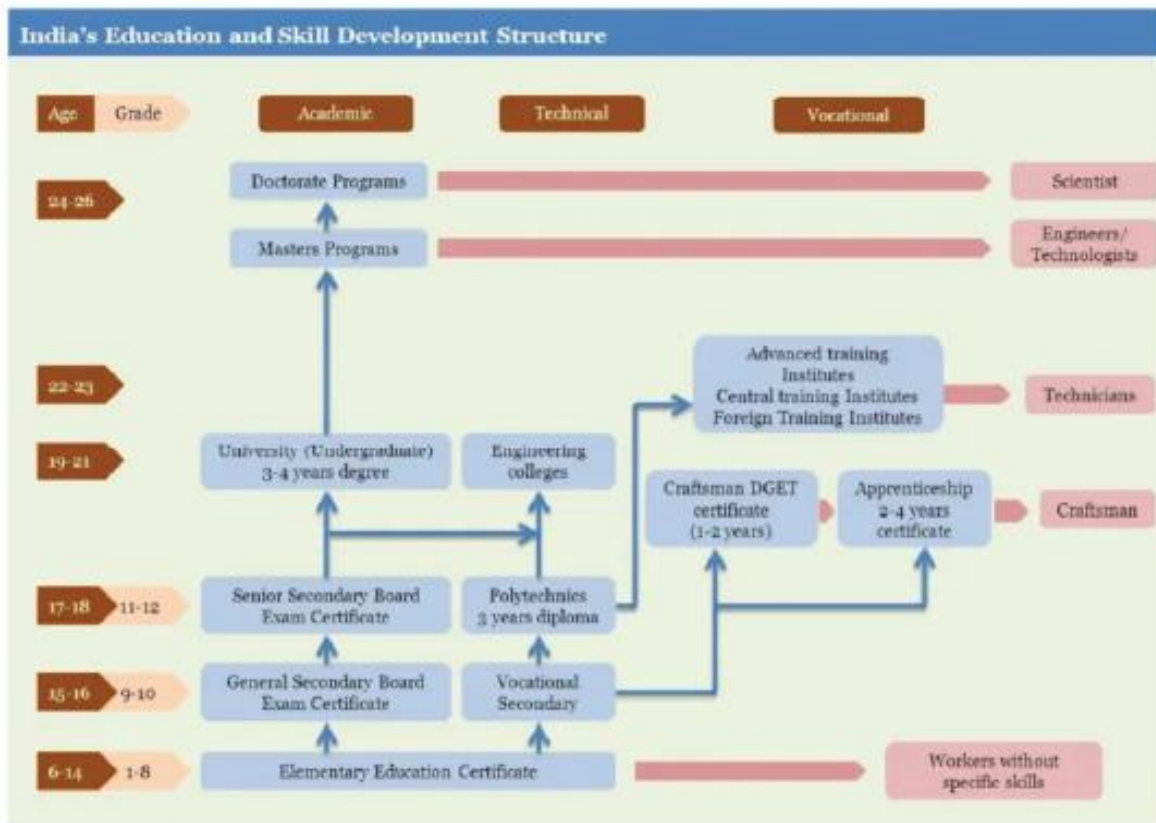 India's Education and Skill Development Structure
Age
Grade
Academic
Technical
Vocational
24-26
Doctorate Programs
Scientist
Masters Programs
Engineers/
Technologists
22-23
Advanced training
Institutes
Central training Institutes
Foreign Training Institutes
Technicians
19-21
University (Undergraduate)
3-4 years degree
Engineering
colleges
Craftsman DGET
certificate
(1-2 years)
Apprenticeship
2-4 years
certificate
Craftsman
17-18
11-12
Senior Secondary Board
Exam Certificate
Polytechnics
3 years diploma
15-16
9-10
General Secondary Board
Exam Certificate
Vocational
Secondary
6-14
1-8
Elementary Education Certificate
Workers without
specific skills